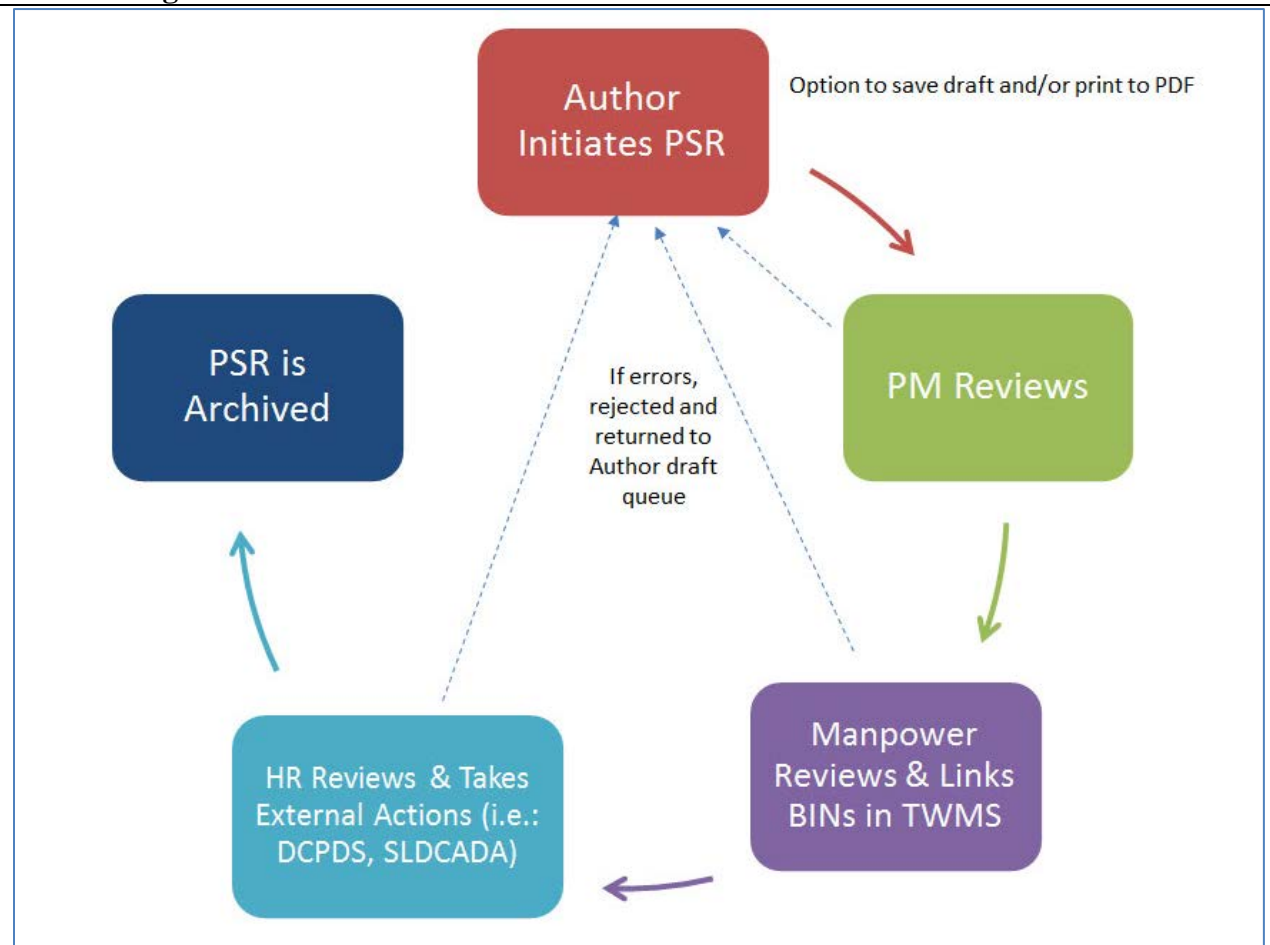 Author
Initiates PSR
Option to save draft and/or print to PDF
PSR is
Archived
If errors,
rejected and
returned to
Author draft
queue
PM Reviews
HR Reviews & Takes
External Actions (i.e.:
DCPDS, SLDCADA)
Manpower
Reviews & Links
BINs in TWMS